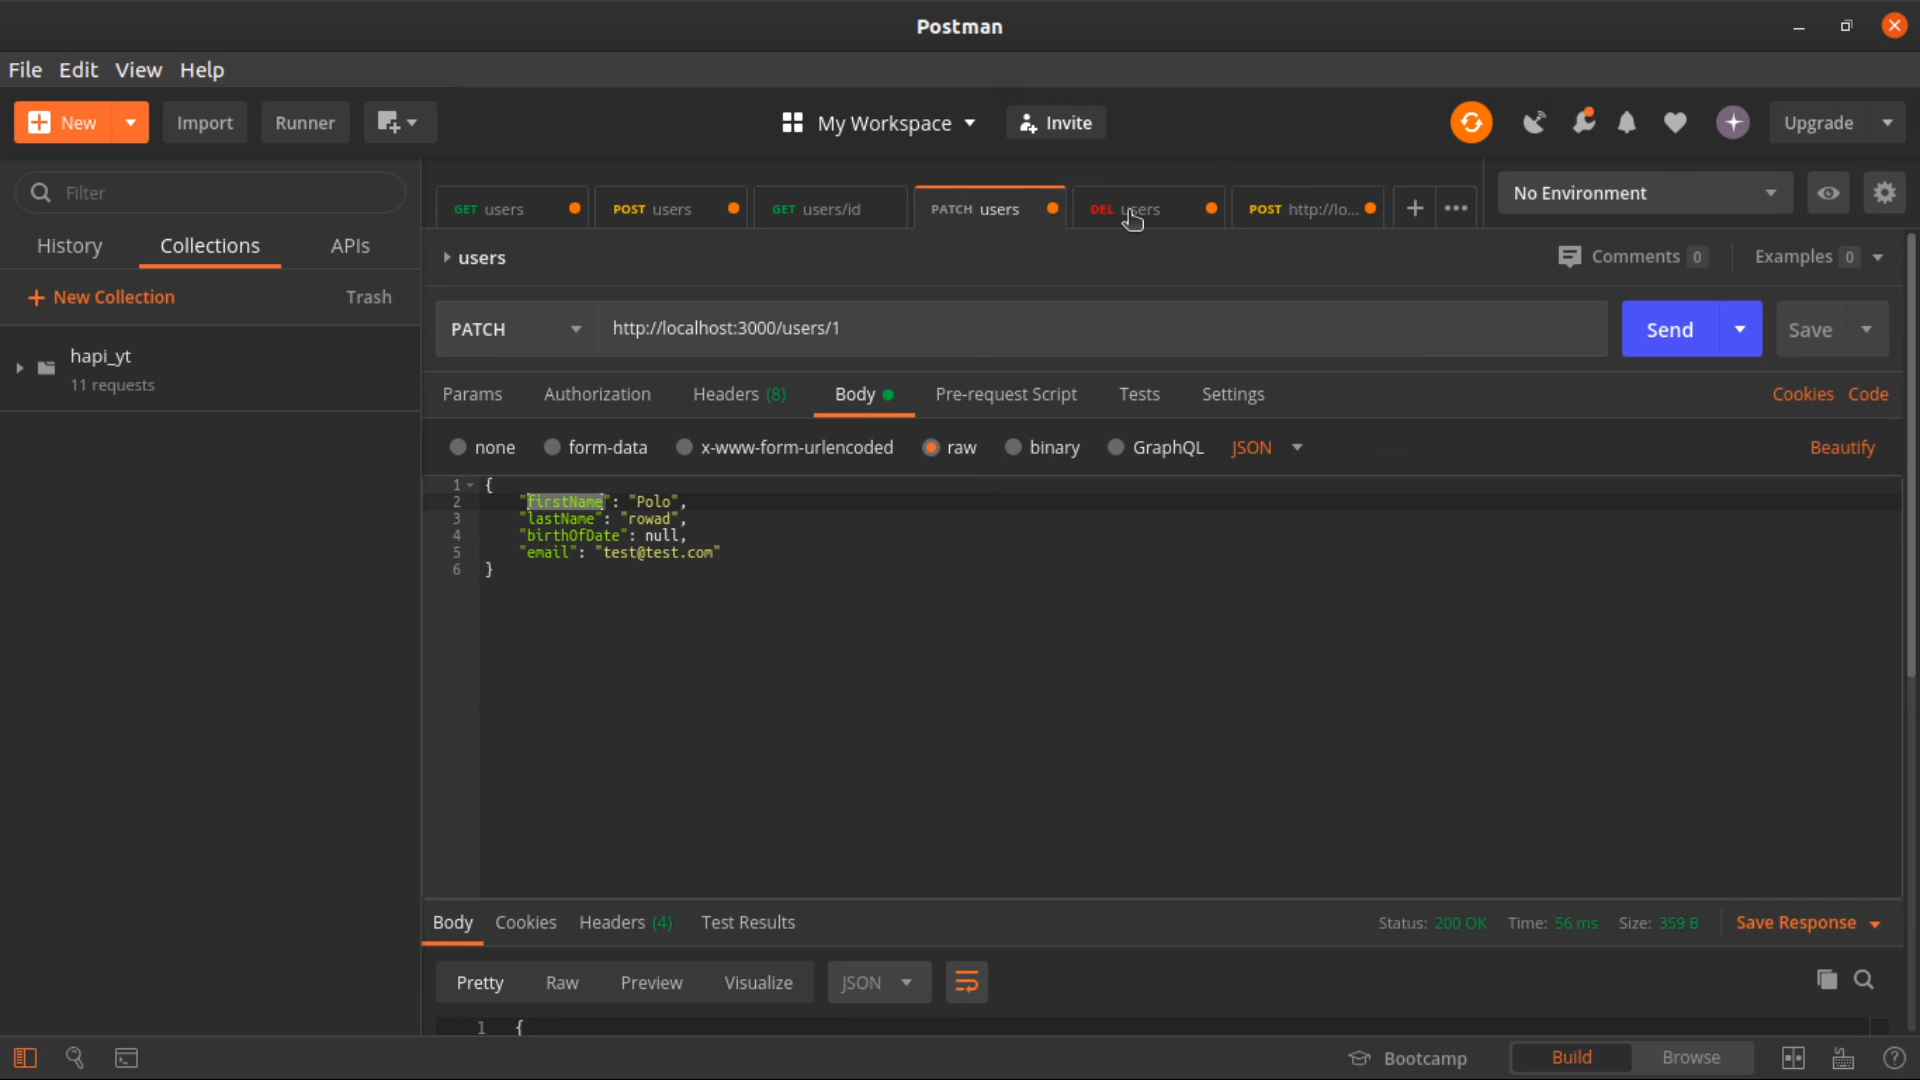 Postman
File Edit View Help
New Import Runner My Workspace Invite Upgrade
Filter
GET users POST users GET users/id PATCH users DEL users POST http://lo... No Environment
History Collections APIs
users Comments 0 Examples 0
New Collection Trash
PATCH http://localhost:3000/users/1 Send Save
hapi_yt
11 requests
Params Authorization Headers (8) Body Pre-request Script Tests Settings Cookies Code
none form-data x-www-form-urlencoded raw binary GraphQL JSON Beautify
1 {
2 "firstName": "Polo",
3 "lastName": "rowad",
4 "birthOfDate": null,
5 "email": "test@test.com"
6 }
Body Cookies Headers (4) Test Results Status: 200 OK Time: 56 ms Size: 359 B Save Response
Pretty Raw Preview Visualize JSON
1 {
Bootcamp Build Browse